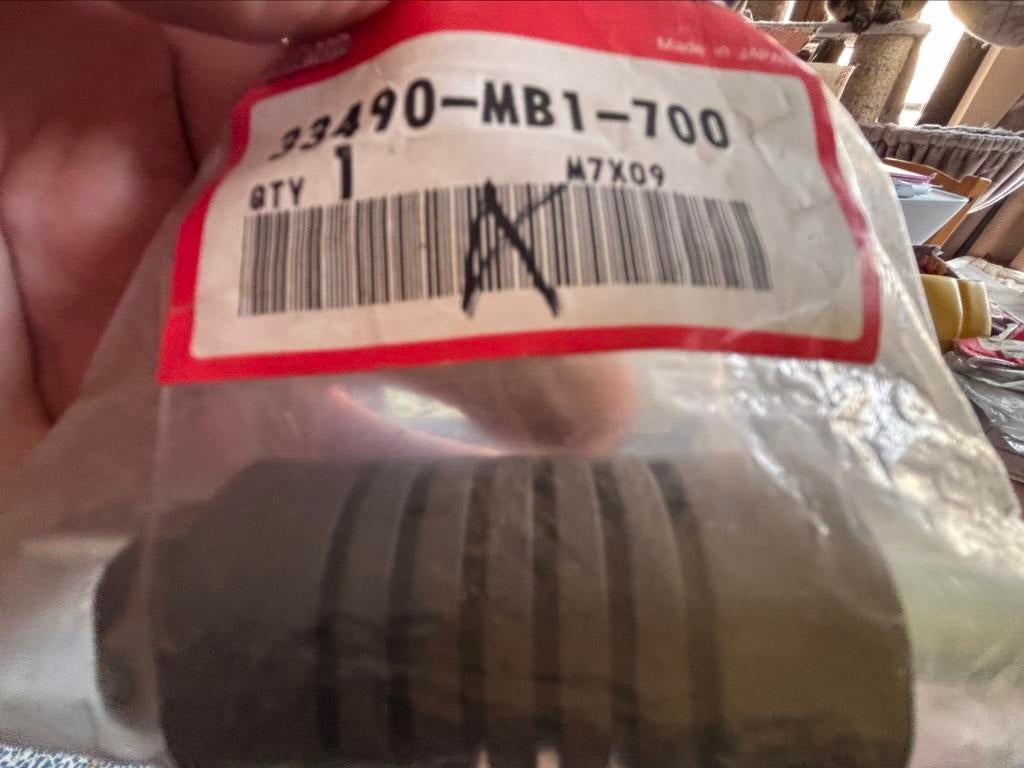 Made in JAPAN
33490-MB1-700
QTY 1
M7X09
A